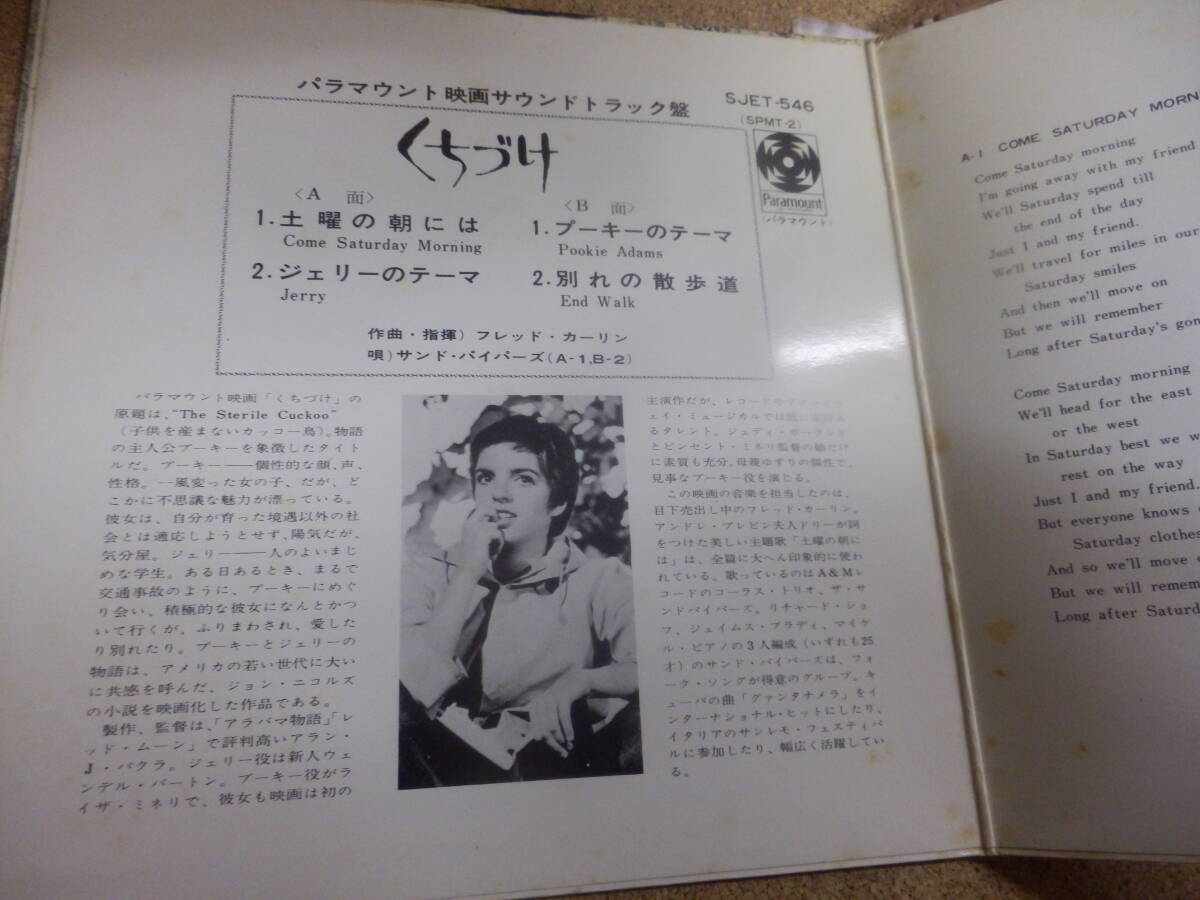 パラマウント映画サウンドトラック盤
SJET-546
(SPMT-2)
くちづけ
Paramount
(パラマウント)
〈A 面〉
1.土曜の朝には
Come Saturday Morning
2.ジェリーのテーマ
Jerry
〈B 面〉
1.プーキーのテーマ
Pookie Adams
2.別れの散歩道
End Walk
作曲・指揮) フレッド・カーリン
唄) サンド・パイパーズ(A-1,B-2)
パラマウント映画「くちづけ」の
原題は、“The Sterile Cuckoo”
(子供を産まないカッコー鳥)。物語
の主人公プーキーを象徴したタイト
ルだ。プーキー──個性的な顔、声、
性格。一風変った女の子、だが、ど
こかに不思議な魅力が漂っている。
彼女は、自分が育った境遇以外の社
会とは適応しようとせず、陽気だが、
気分屋。ジェリー──人のよいまじ
めな学生。ある日あるとき、まるで
交通事故のように、プーキーにめぐ
り会い、積極的な彼女になんとかつ
いて行くが、ふりまわされ、愛した
り別れたり。プーキーとジェリーの
物語は、アメリカの若い世代に大い
に共感を呼んだ、ジョン・ニコルズ
の小説を映画化した作品である。
製作、監督は、「アラバマ物語」「レ
ッド・ムーン」で評判高いアラン・
J・パクラ。ジェリー役は新人ウェ
ンデル・バートン。プーキー役がラ
イザ・ミネリで、彼女も映画は初の
主演作だが、レコードや
ェイ・ミュージカルでは
るタレント。ジュディ・ガーランド
とビンセント・ミネリ監督の娘だけ
に素質も充分。母親ゆずりの個性で、
見事なプーキー役を演じる。
この映画の音楽を担当したのは、
目下売出し中のフレッド・カーリン。
アンドレ・プレビン夫人ドリーが詞
をつけた美しい主題歌「土曜の朝に
は」は、全篇に大へん印象的に使わ
れている。歌っているのはA&Mレ
コードのコーラス・トリオ、ザ・サ
ンドパイパーズ。リチャード・ショ
フ、ジェイムス・ブラディ、マイケ
ル・ピアノの3人編成(いずれも25
才)のサンド・パイパーズは、フォ
ーク・ソングが得意のグループ。キ
ューバの曲「グァンタナメラ」をイ
ンターナショナル・ヒットにしたり、
イタリアのサンレモ・フェスティバ
ルに参加したり、幅広く活躍してい
る。
A-1 COME SATURDAY MORN
Come Saturday morning
I'm going away with my friend
We'll Saturday spend till
the end of the day
Just I and my friend.
We'll travel for miles in our
Saturday smiles
And then we'll move on
But we will remember
Long after Saturday's gon
Come Saturday morning
We'll head for the east
or the west
In Saturday best we w
rest on the way
Just I and my friend.
But everyone knows
Saturday clothes
And so we'll move
But we will remem
Long after Saturd